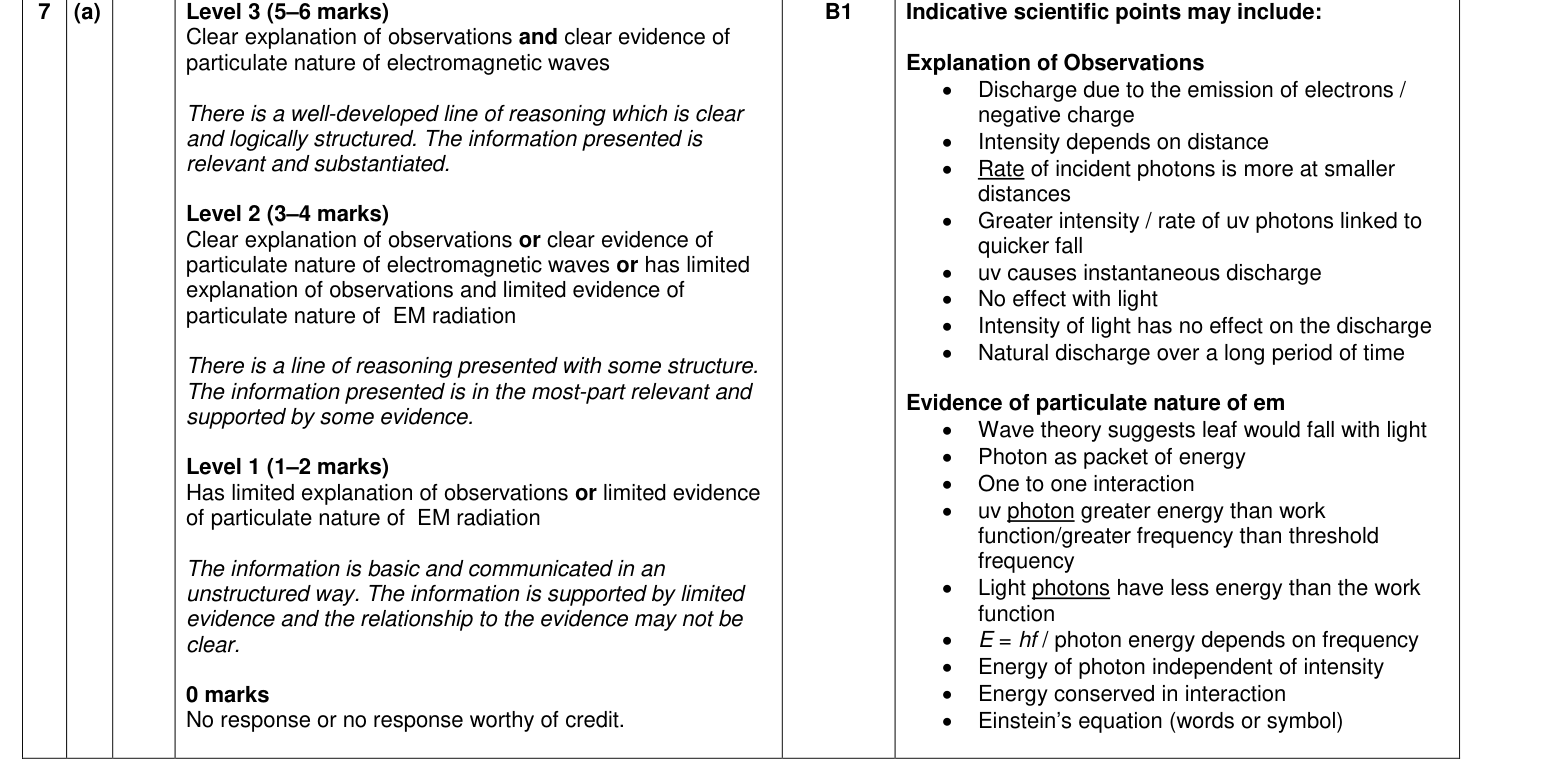 7 (a)
Level 3 (5–6 marks)
Clear explanation of observations and clear evidence of
particulate nature of electromagnetic waves
There is a well-developed line of reasoning which is clear
and logically structured. The information presented is
relevant and substantiated.
Level 2 (3–4 marks)
Clear explanation of observations or clear evidence of
particulate nature of electromagnetic waves or has limited
explanation of observations and limited evidence of
particulate nature of  EM radiation
There is a line of reasoning presented with some structure.
The information presented is in the most-part relevant and
supported by some evidence.
Level 1 (1–2 marks)
Has limited explanation of observations or limited evidence
of particulate nature of  EM radiation
The information is basic and communicated in an
unstructured way. The information is supported by limited
evidence and the relationship to the evidence may not be
clear.
0 marks
No response or no response worthy of credit.
B1
Indicative scientific points may include:
Explanation of Observations
• Discharge due to the emission of electrons /
negative charge
• Intensity depends on distance
• Rate of incident photons is more at smaller
distances
• Greater intensity / rate of uv photons linked to
quicker fall
• uv causes instantaneous discharge
• No effect with light
• Intensity of light has no effect on the discharge
• Natural discharge over a long period of time
Evidence of particulate nature of em
• Wave theory suggests leaf would fall with light
• Photon as packet of energy
• One to one interaction
• uv photon greater energy than work
function/greater frequency than threshold
frequency
• Light photons have less energy than the work
function
• E = hf / photon energy depends on frequency
• Energy of photon independent of intensity
• Energy conserved in interaction
• Einstein’s equation (words or symbol)